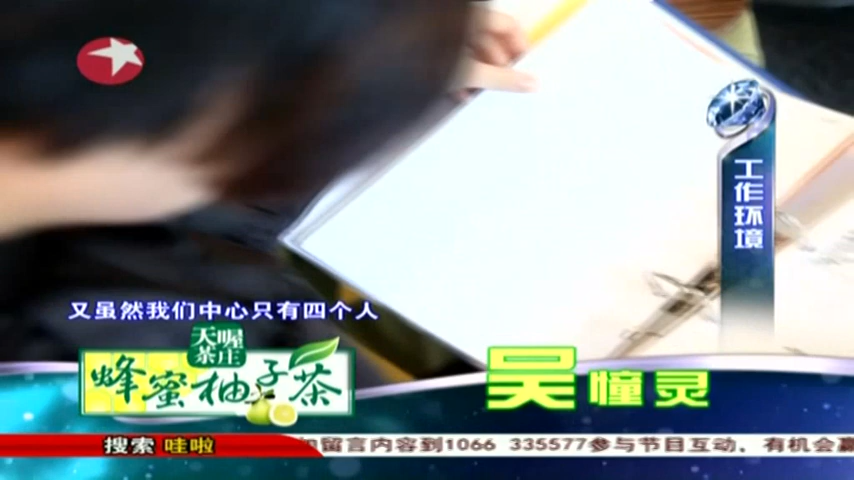 工作环境
又虽然我们中心只有四个人
天喔
茶庄
蜂蜜柚子茶
吴憧灵
搜索 哇啦
如留言内容到1066 335577参与节目互动，有机会赢